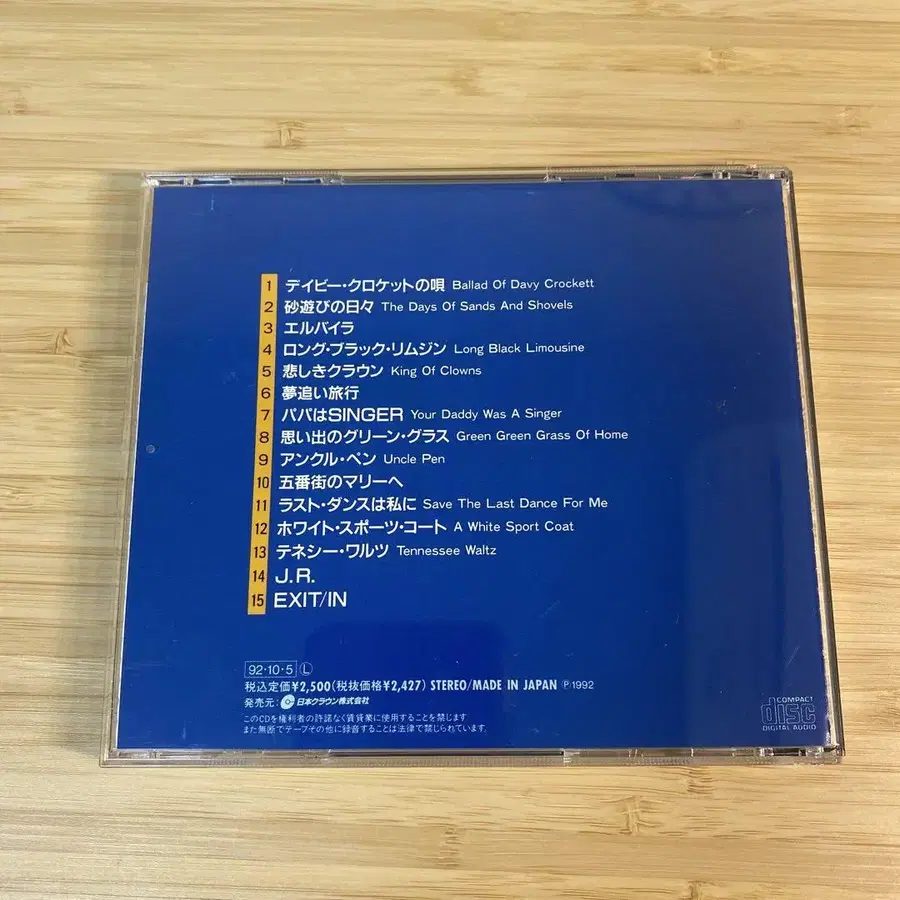 1 デイビー・クロケットの唄 Ballad Of Davy Crockett
2 砂遊びの日々 The Days Of Sands And Shovels
3 エルバイラ
4 ロング・ブラック・リムジン Long Black Limousine
5 悲しきクラウン King Of Clowns
6 夢追い旅行
7 パパはSINGER Your Daddy Was A Singer
8 思い出のグリーン・グラス Green Green Grass Of Home
9 アンクル・ペン Uncle Pen
10 五番街のマリーへ
11 ラスト・ダンスは私に Save The Last Dance For Me
12 ホワイト・スポーツ・コート A White Sport Coat
13 テネシー・ワルツ Tennessee Waltz
14 J.R.
15 EXIT/IN
92・10・5 Ⓛ
税込定価¥2,500(税抜価格¥2,427) STEREO/MADE IN JAPAN Ⓟ1992
発売元: 日本クラウン株式会社
このCDを権利者の許諾なく賃貸業に使用することを禁じます
また無断でテープその他に録音することは法律で禁じられています。
COMPACT
disc
DIGITAL AUDIO